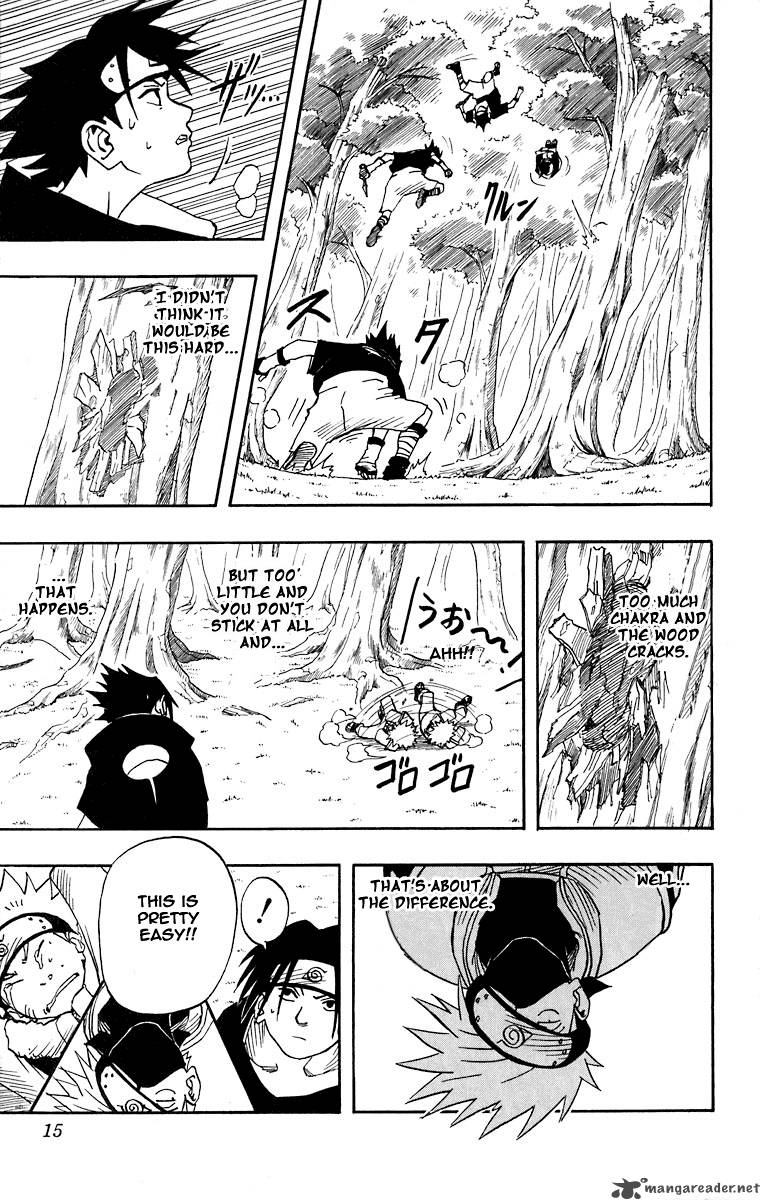 クルン
スタ
ザッ…
I DIDN'T
THINK IT
WOULD BE
THIS HARD...
TOO MUCH
CHAKRA AND
THE WOOD
CRACKS.
うお〜〜!!
AHH!!
BUT TOO'
LITTLE AND
YOU DON'T
STICK AT ALL
AND...
ゴロ ゴロ
...
THAT
HAPPENS.
WELL...
THAT'S ABOUT
THE DIFFERENCE.
!
THIS IS
PRETTY
EASY!!
15
mangareader.net